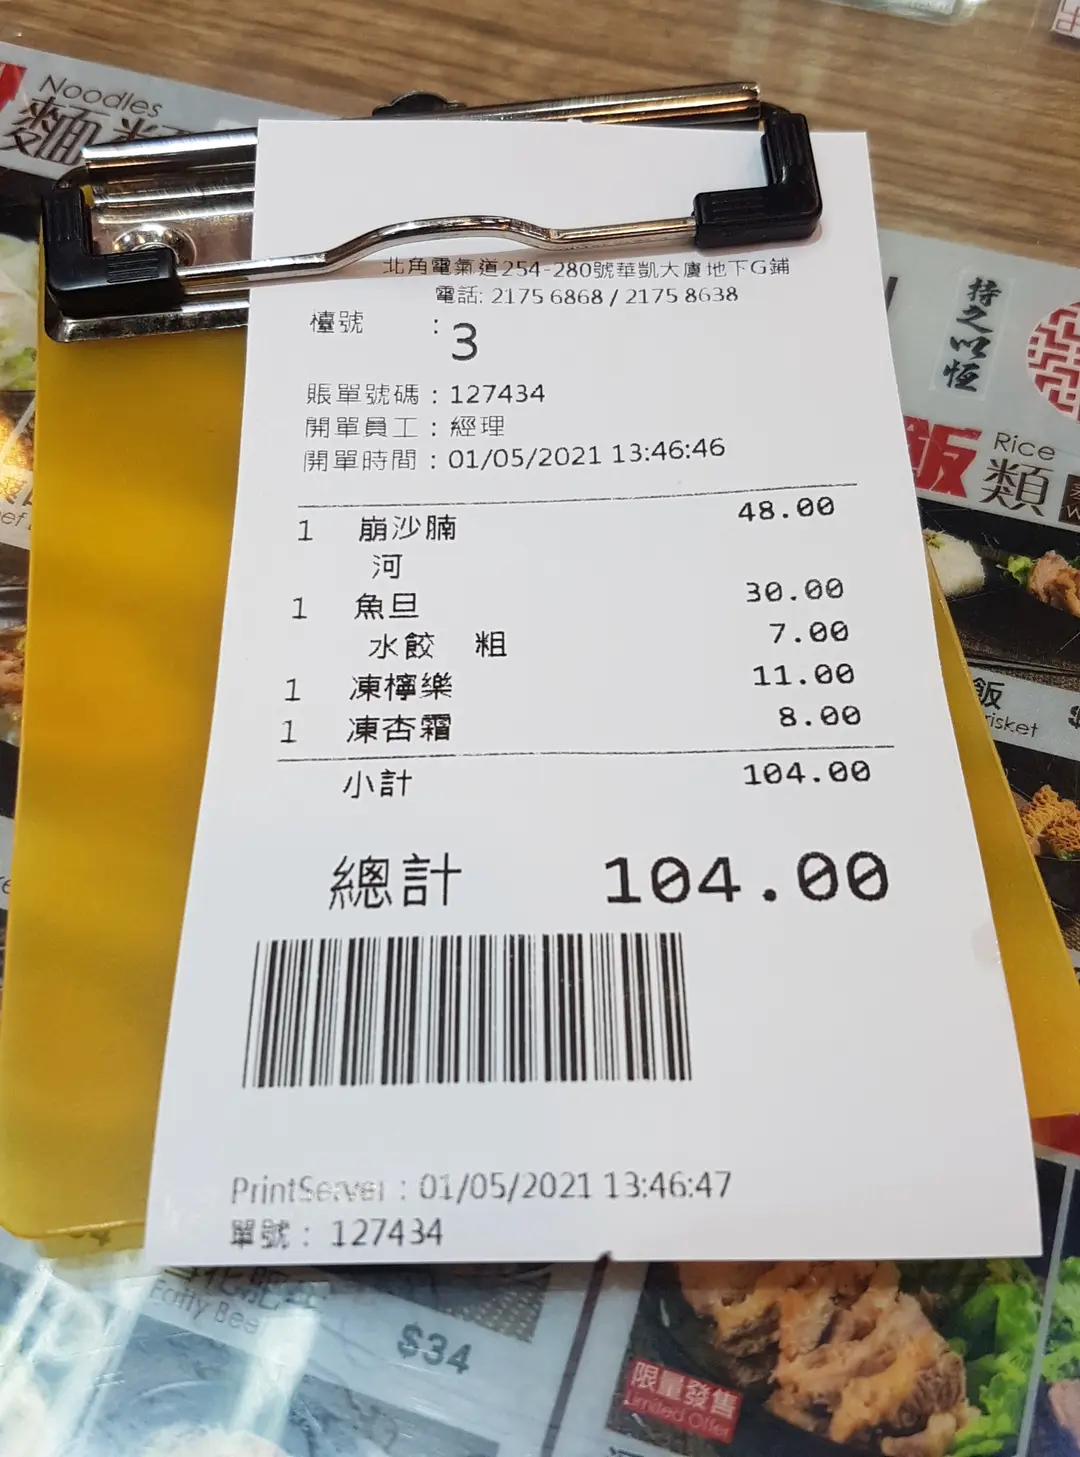 Noodles
麵
北角電氣道254-280號華凱大廈地下G鋪
電話: 2175 6868 / 2175 8638
檯號 : 3
賬單號碼 : 127434
開單員工 : 經理
開單時間 : 01/05/2021 13:46:46
1 崩沙腩 48.00
河
1 魚旦 30.00
水餃 粗 7.00
1 凍檸樂 11.00
1 凍杏霜 8.00
小計 104.00
總計 104.00
PrintServer : 01/05/2021 13:46:47
單號 : 127434
持之以恆
飯類 Rice
飯
risket
Fatty Bee
$34
限量發售
Limited Offer